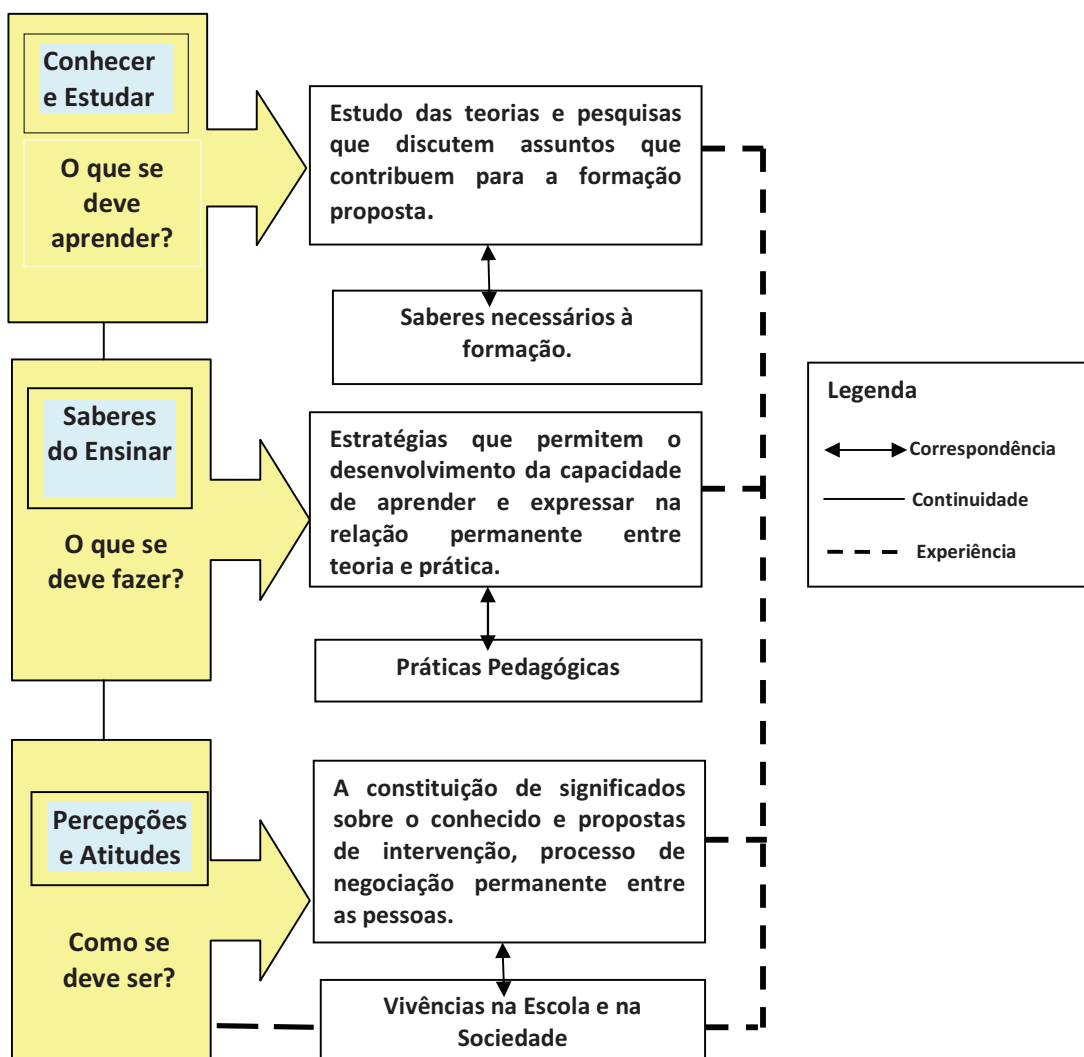 Conhecer
e Estudar
O que se
deve
aprender?
Estudo das teorias e pesquisas
que discutem assuntos que
contribuem para a formação
proposta.
Saberes necessários à
formação.
Saberes
do Ensinar
O que se
deve fazer?
Estratégias que permitem o
desenvolvimento da capacidade
de aprender e expressar na
relação permanente entre
teoria e prática.
Práticas Pedagógicas
Percepções
e Atitudes
Como se
deve ser?
A constituição de significados
sobre o conhecido e propostas
de intervenção, processo de
negociação permanente entre
as pessoas.
Vivências na Escola e na
Sociedade
Legenda
Correspondência
Continuidade
Experiência